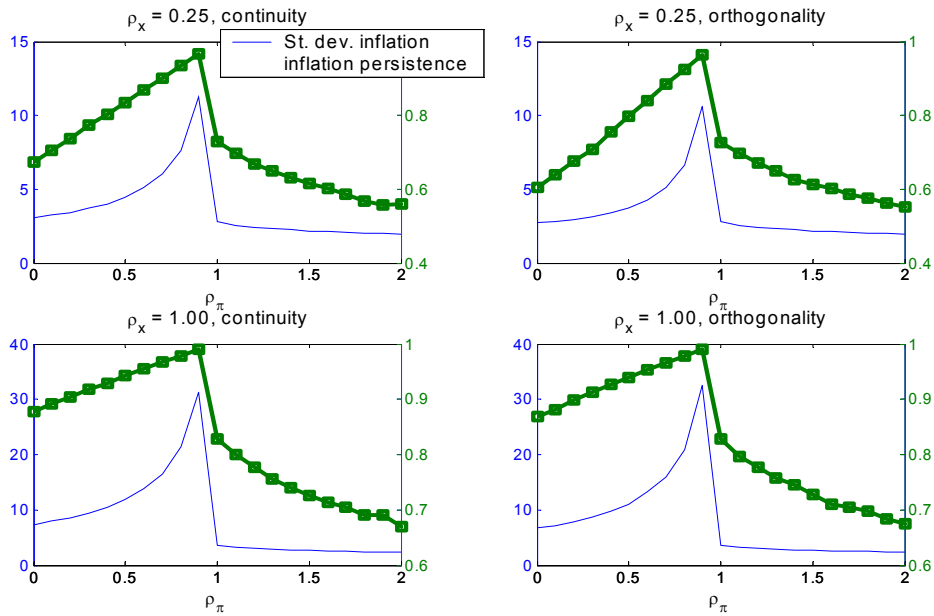 ρx = 0.25, continuity
ρx = 0.25, orthogonality
St. dev. inflation
inflation persistence
15
10
5
0
0 0.5 1 1.5 2
ρπ
1
0.8
0.6
0.4
15
10
5
0
0 0.5 1 1.5 2
ρπ
1
0.8
0.6
0.4
ρx = 1.00, continuity
ρx = 1.00, orthogonality
40
30
20
10
0
0 0.5 1 1.5 2
ρπ
1
0.9
0.8
0.7
0.6
40
30
20
10
0
0 0.5 1 1.5 2
ρπ
1
0.9
0.8
0.7
0.6